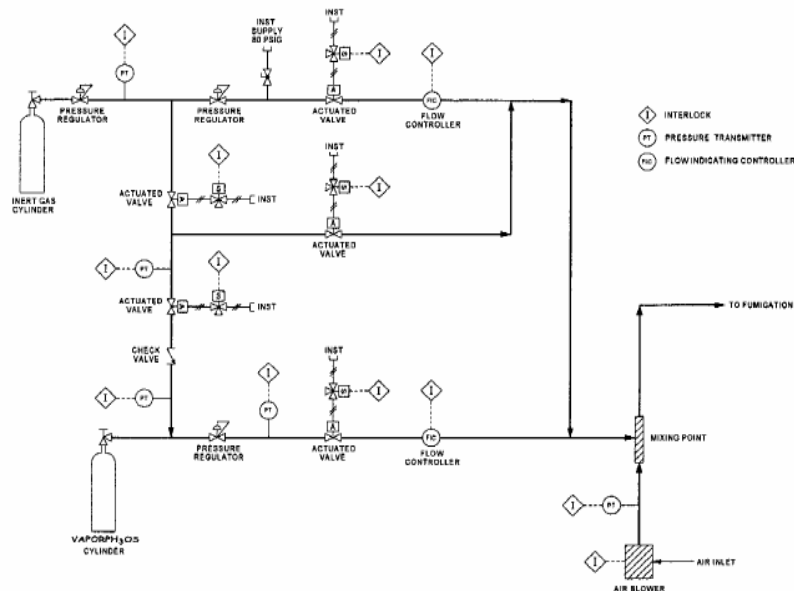 INST
SUPPLY
80 PSIG
INST
I
I
S
I
PT
A
FIC
PRESSURE
REGULATOR
PRESSURE
REGULATOR
ACTUATED
VALVE
FLOW
CONTROLLER
I INTERLOCK
PT PRESSURE TRANSMITTER
FIC FLOW INDICATING CONTROLLER
INERT GAS
CYLINDER
I
INST
ACTUATED
VALVE
A
S
INST
S
I
A
ACTUATED
VALVE
I
PT
I
ACTUATED
VALVE
A
S
INST
TO FUMIGATION
CHECK
VALVE
I
PT
I
PT
INST
S
I
A
I
FIC
MIXING POINT
PRESSURE
REGULATOR
ACTUATED
VALVE
FLOW
CONTROLLER
VAPORPH3OS
CYLINDER
I
PT
I
AIR INLET
AIR BLOWER